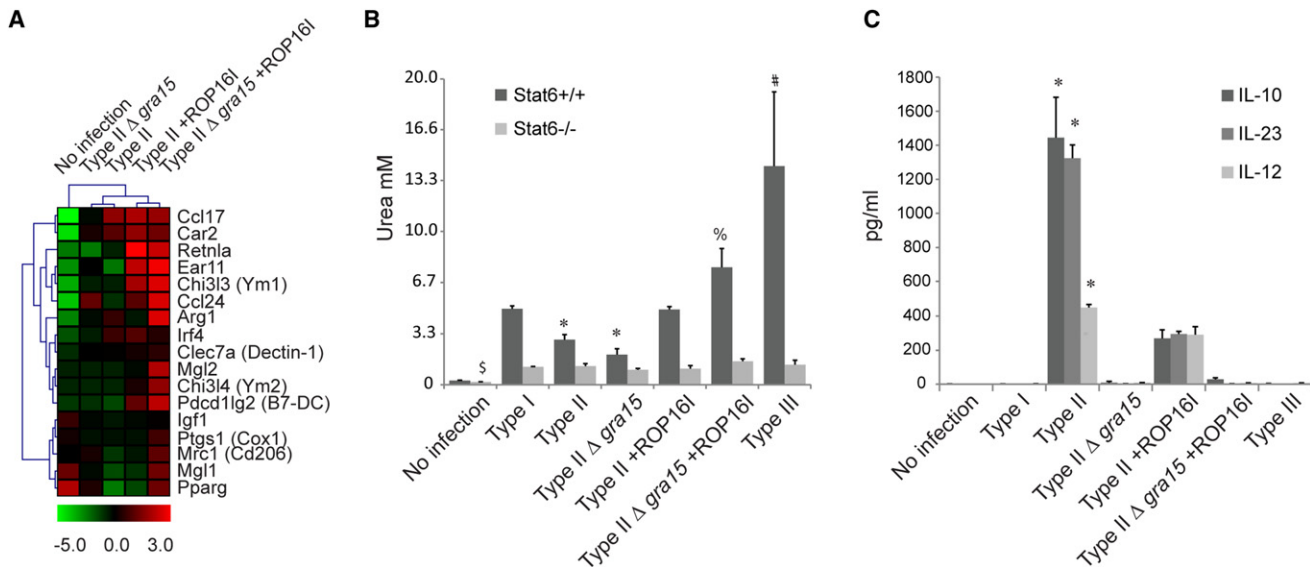 A
No infection
Type II Δ gra15
Type II
Type II +ROP16I
Type II Δ gra15 +ROP16I
Ccl17
Car2
Retnla
Ear11
Chi3l3 (Ym1)
Ccl24
Arg1
Irf4
Clec7a (Dectin-1)
Mgl2
Chi3l4 (Ym2)
Pdcd1lg2 (B7-DC)
Igf1
Ptgs1 (Cox1)
Mrc1 (Cd206)
Mgl1
Pparg
-5.0 0.0 3.0
B
Urea mM
20.0
16.6
13.3
10.0
6.7
3.3
0
Stat6+/+
Stat6-/-
$
*
*
%
#
No infection
Type I
Type II
Type II Δ gra15
Type II +ROP16I
Type II Δ gra15 +ROP16I
Type III
C
pg/ml
1800
1600
1400
1200
1000
800
600
400
200
0
IL-10
IL-23
IL-12
*
*
*
No infection
Type I
Type II
Type II Δ gra15
Type II +ROP16I
Type II Δ gra15 +ROP16I
Type III